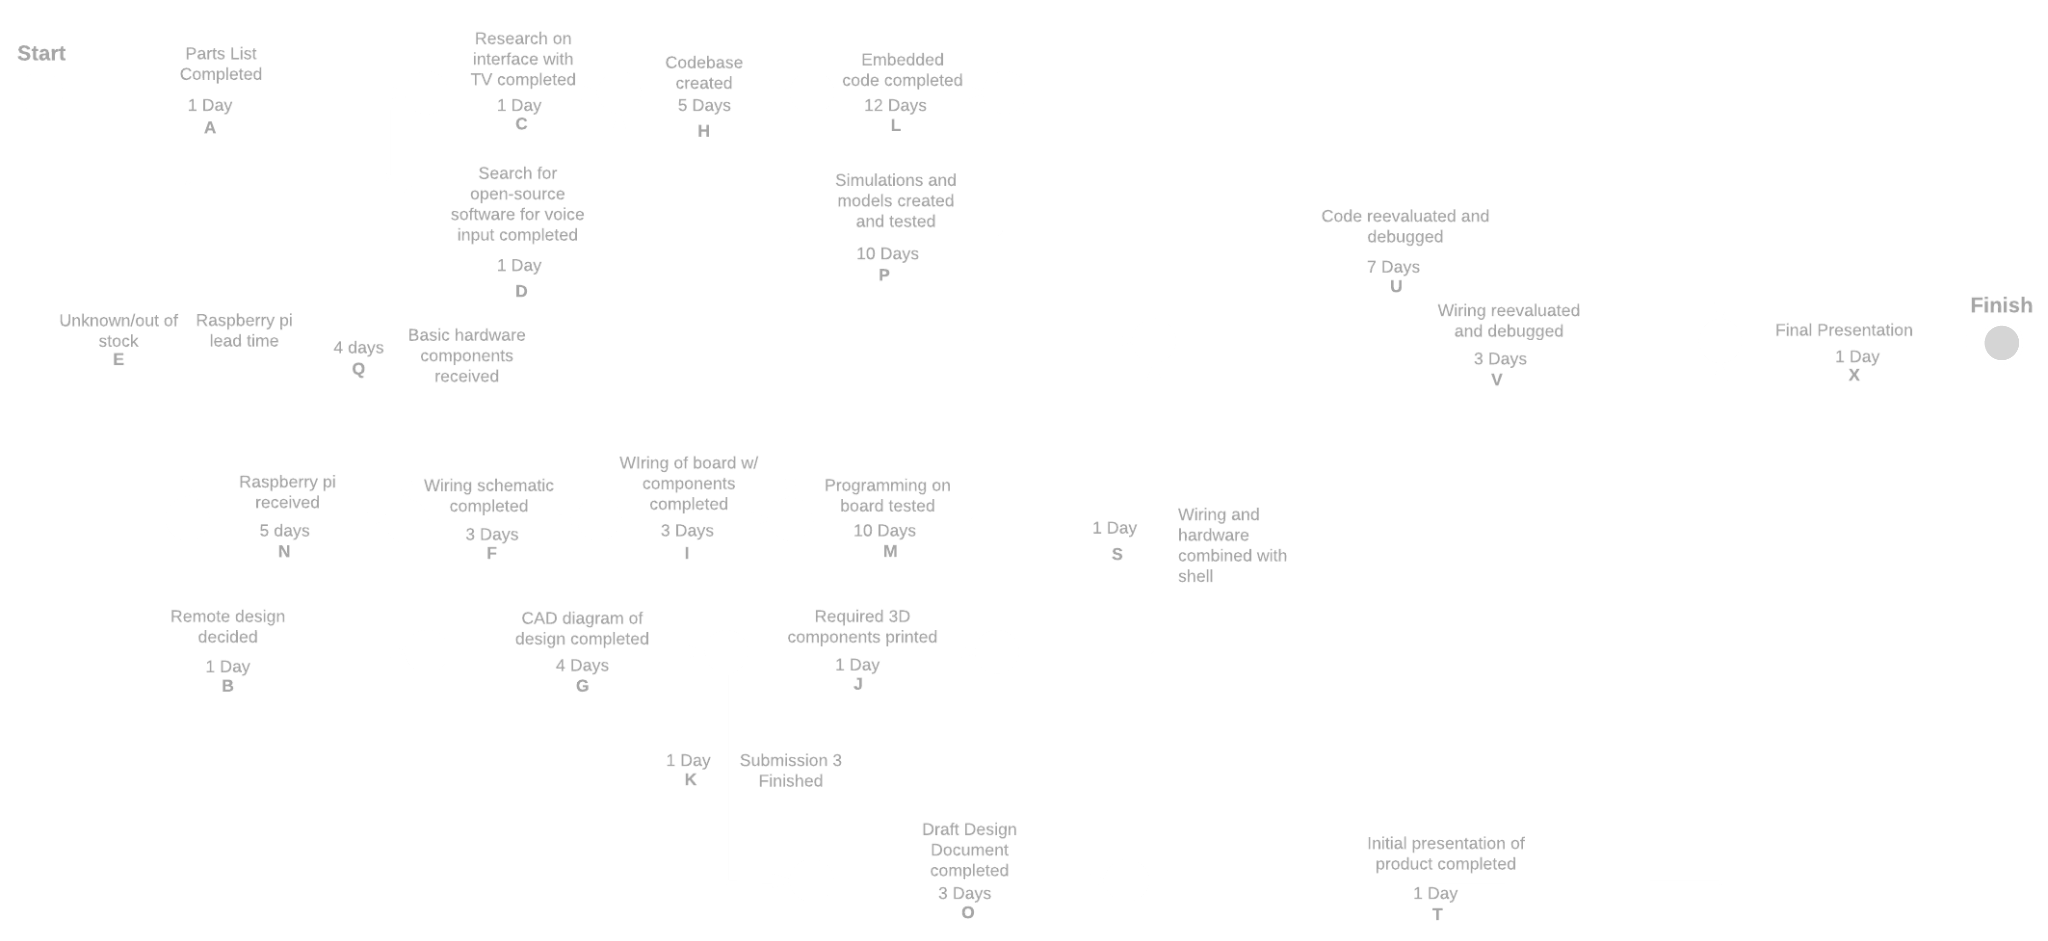 Start
Parts List
Completed
1 Day
A
Research on
interface with
TV completed
1 Day
C
Codebase
created
5 Days
H
Embedded
code completed
12 Days
L
Search for
open-source
software for voice
input completed
1 Day
D
Simulations and
models created
and tested
10 Days
P
Code reevaluated and
debugged
7 Days
U
Unknown/out of
stock
E
Raspberry pi
lead time
4 days
Q
Basic hardware
components
received
Wiring reevaluated
and debugged
3 Days
V
Final Presentation
1 Day
X
Finish
Raspberry pi
received
5 days
N
Wiring schematic
completed
3 Days
F
WIring of board w/
components
completed
3 Days
I
Programming on
board tested
10 Days
M
1 Day
S
Wiring and
hardware
combined with
shell
Remote design
decided
1 Day
B
CAD diagram of
design completed
4 Days
G
Required 3D
components printed
1 Day
J
1 Day
K
Submission 3
Finished
Draft Design
Document
completed
3 Days
O
Initial presentation of
product completed
1 Day
T